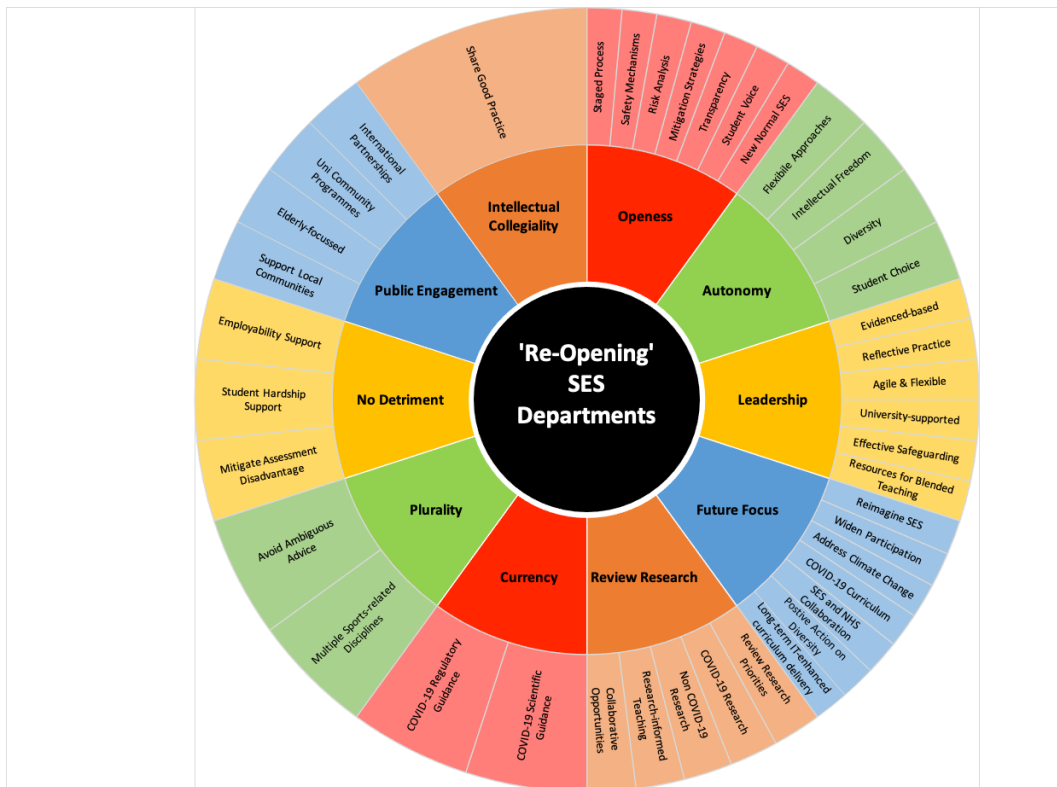 'Re-Opening'
SES
Departments
Openess
Staged Process
Safety Mechanisms
Risk Analysis
Mitigation Strategies
Transparency
Student Voice
New Normal SES
Autonomy
Flexibile Approaches
Intellectual Freedom
Diversity
Student Choice
Leadership
Evidenced-based
Reflective Practice
Agile & Flexible
University-supported
Effective Safeguarding
Resources for Blended
Teaching
Future Focus
Reimagine SES
Widen Participation
Address Climate Change
COVID-19 Curriculum
SES and NHS
Collaboration
Postive Action on
Diversity
Long-term IT-enhanced
curriculum delivery
Review Research
Review Research
Priorities
COVID-19 Research
Non COVID-19
Research
Research-informed
Teaching
Collaborative
Opportunities
Currency
COVID-19 Scientific
Guidance
COVID-19 Regulatory
Guidance
Plurality
Multiple Sports-related
Disciplines
Avoid Ambiguous
Advice
No Detriment
Mitigate Assessment
Disadvantage
Student Hardship
Support
Employability Support
Public Engagement
Support Local
Communities
Elderly-focussed
Uni Community
Programmes
International
Partnerships
Intellectual
Collegiality
Share Good Practice